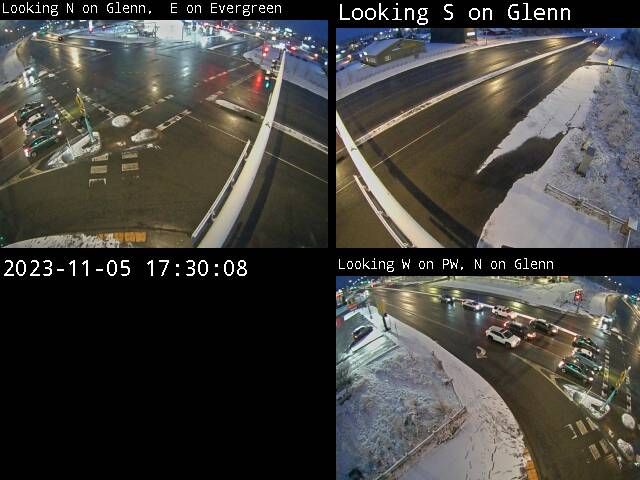 Looking N on Glenn,  E on Evergreen
Looking S on Glenn
2023-11-05 17:30:08
Looking W on PW, N on Glenn